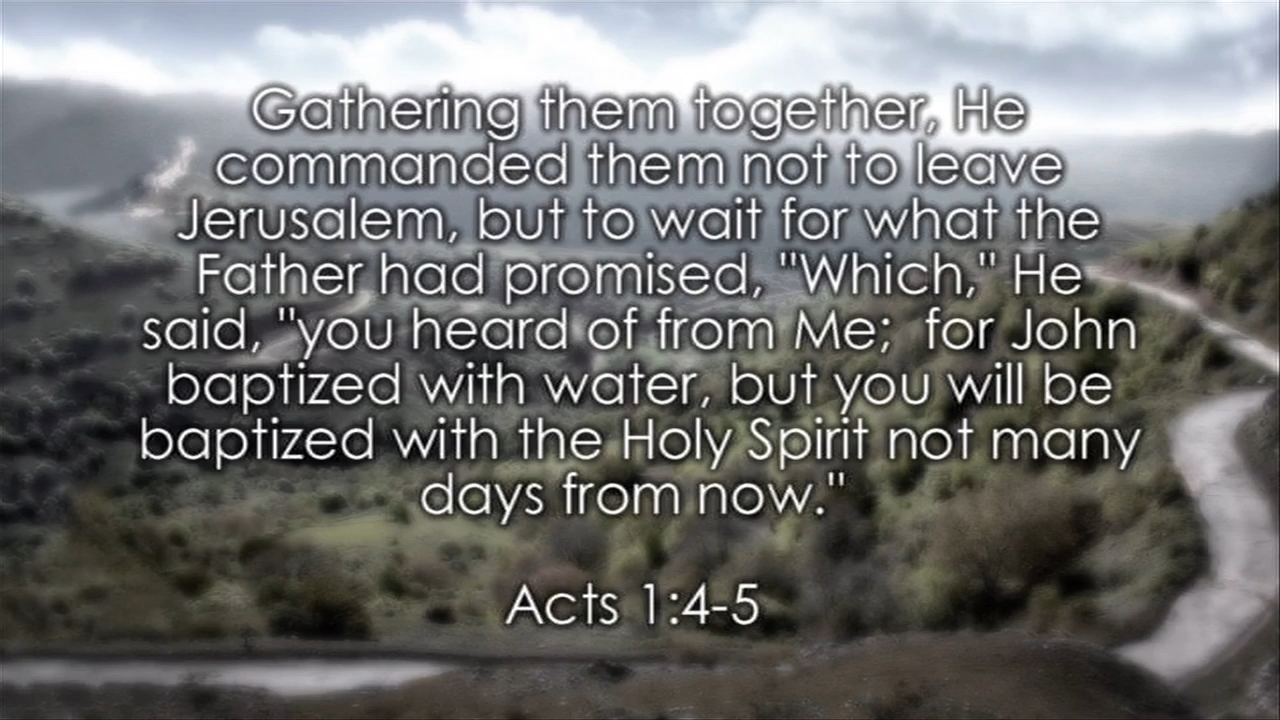 Gathering them together, He
commanded them not to leave
Jerusalem, but to wait for what the
Father had promised, "Which," He
said, "you heard of from Me;  for John
baptized with water, but you will be
baptized with the Holy Spirit not many
days from now."
Acts 1:4-5